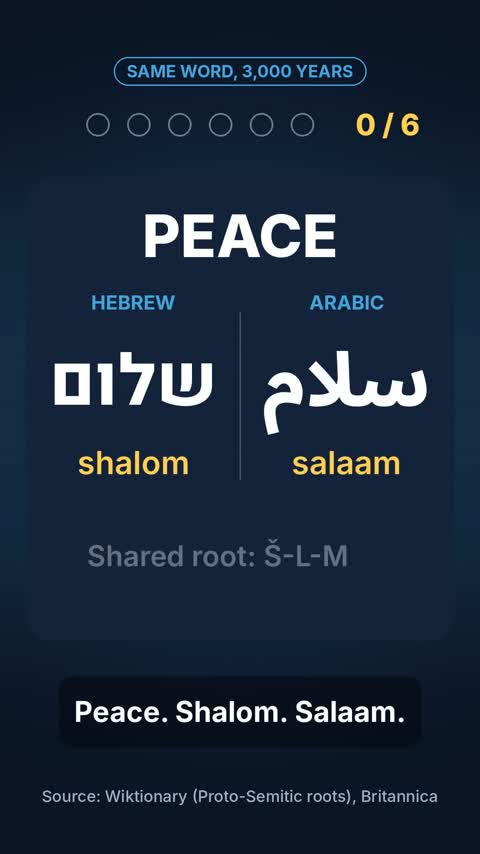 SAME WORD, 3,000 YEARS
0 / 6
PEACE
HEBREW
ARABIC
שלום
سلام
shalom
salaam
Shared root: Š-L-M
Peace. Shalom. Salaam.
Source: Wiktionary (Proto-Semitic roots), Britannica